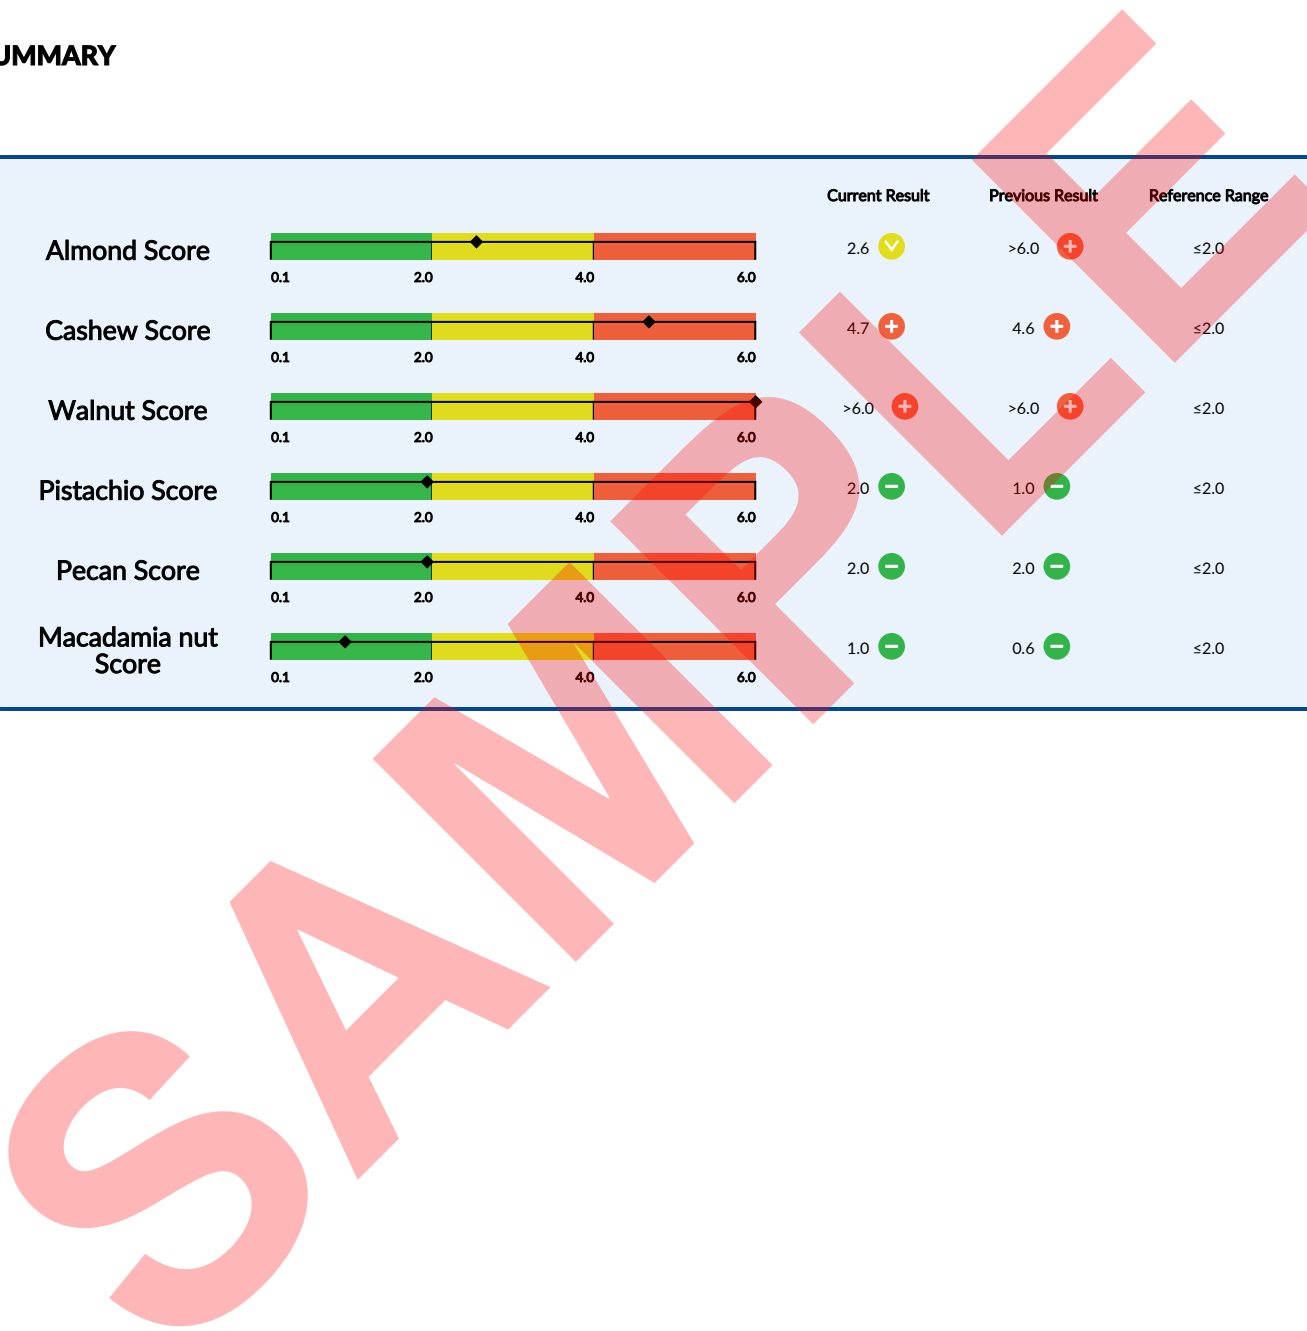 UMMARY
Current Result Previous Result Reference Range
Almond Score 2.6 >6.0 ≤2.0
0.1 2.0 4.0 6.0
Cashew Score 4.7 4.6 ≤2.0
0.1 2.0 4.0 6.0
Walnut Score >6.0 >6.0 ≤2.0
0.1 2.0 4.0 6.0
Pistachio Score 2.0 1.0 ≤2.0
0.1 2.0 4.0 6.0
Pecan Score 2.0 2.0 ≤2.0
0.1 2.0 4.0 6.0
Macadamia nut
Score 1.0 0.6 ≤2.0
0.1 2.0 4.0 6.0
SAMPLE